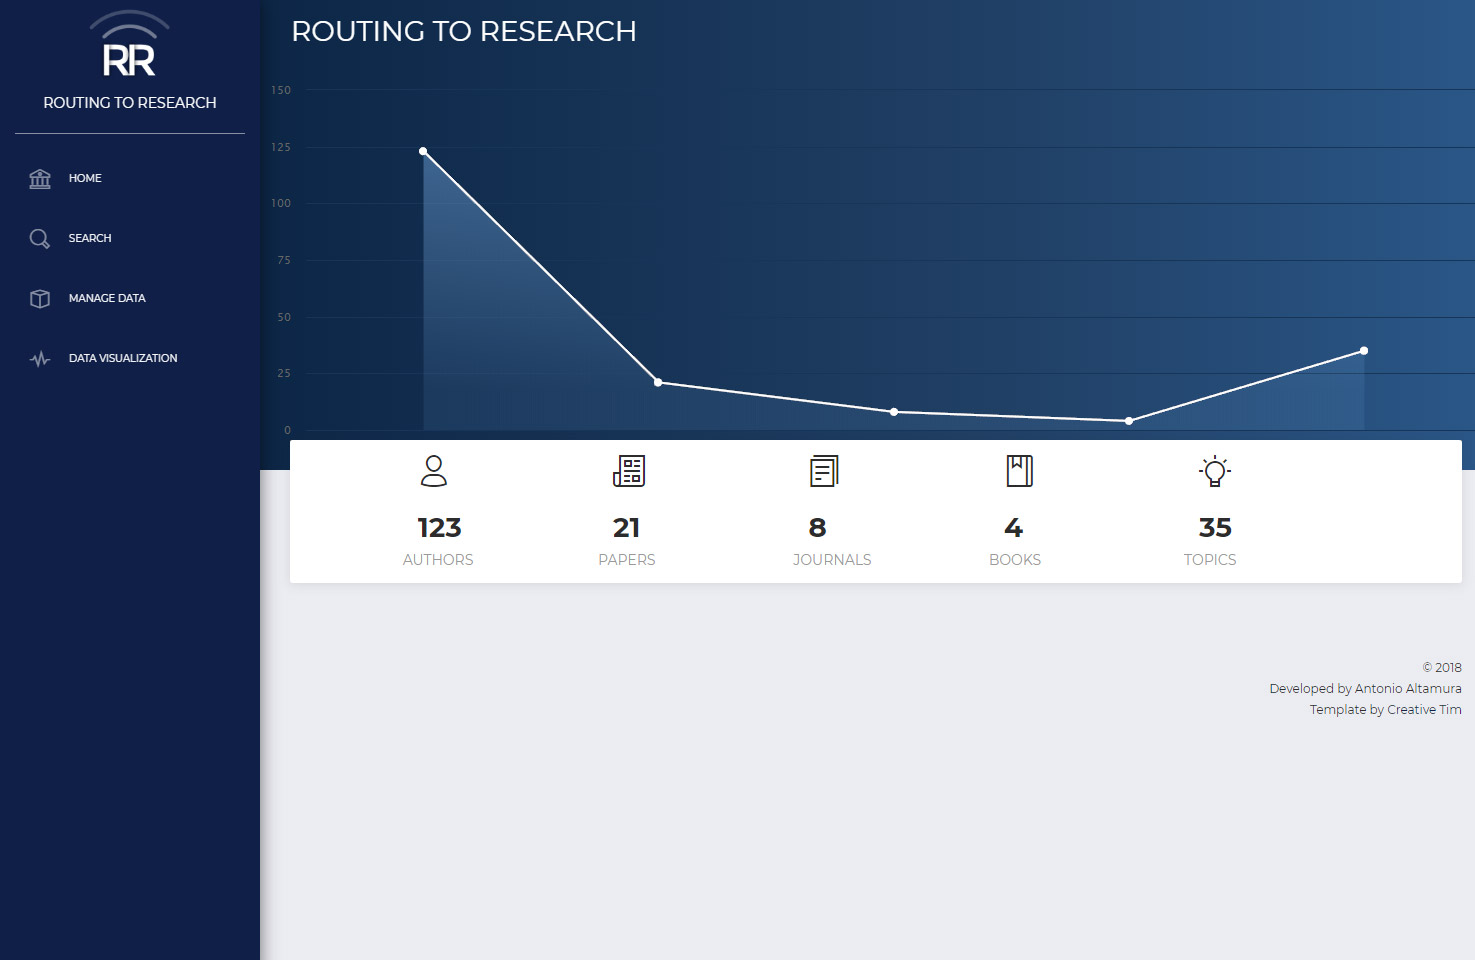 RR
ROUTING TO RESEARCH
HOME
SEARCH
MANAGE DATA
DATA VISUALIZATION
ROUTING TO RESEARCH
150
125
100
75
50
25
0
123 21 8 4 35
AUTHORS PAPERS JOURNALS BOOKS TOPICS
© 2018
Developed by Antonio Altamura
Template by Creative Tim